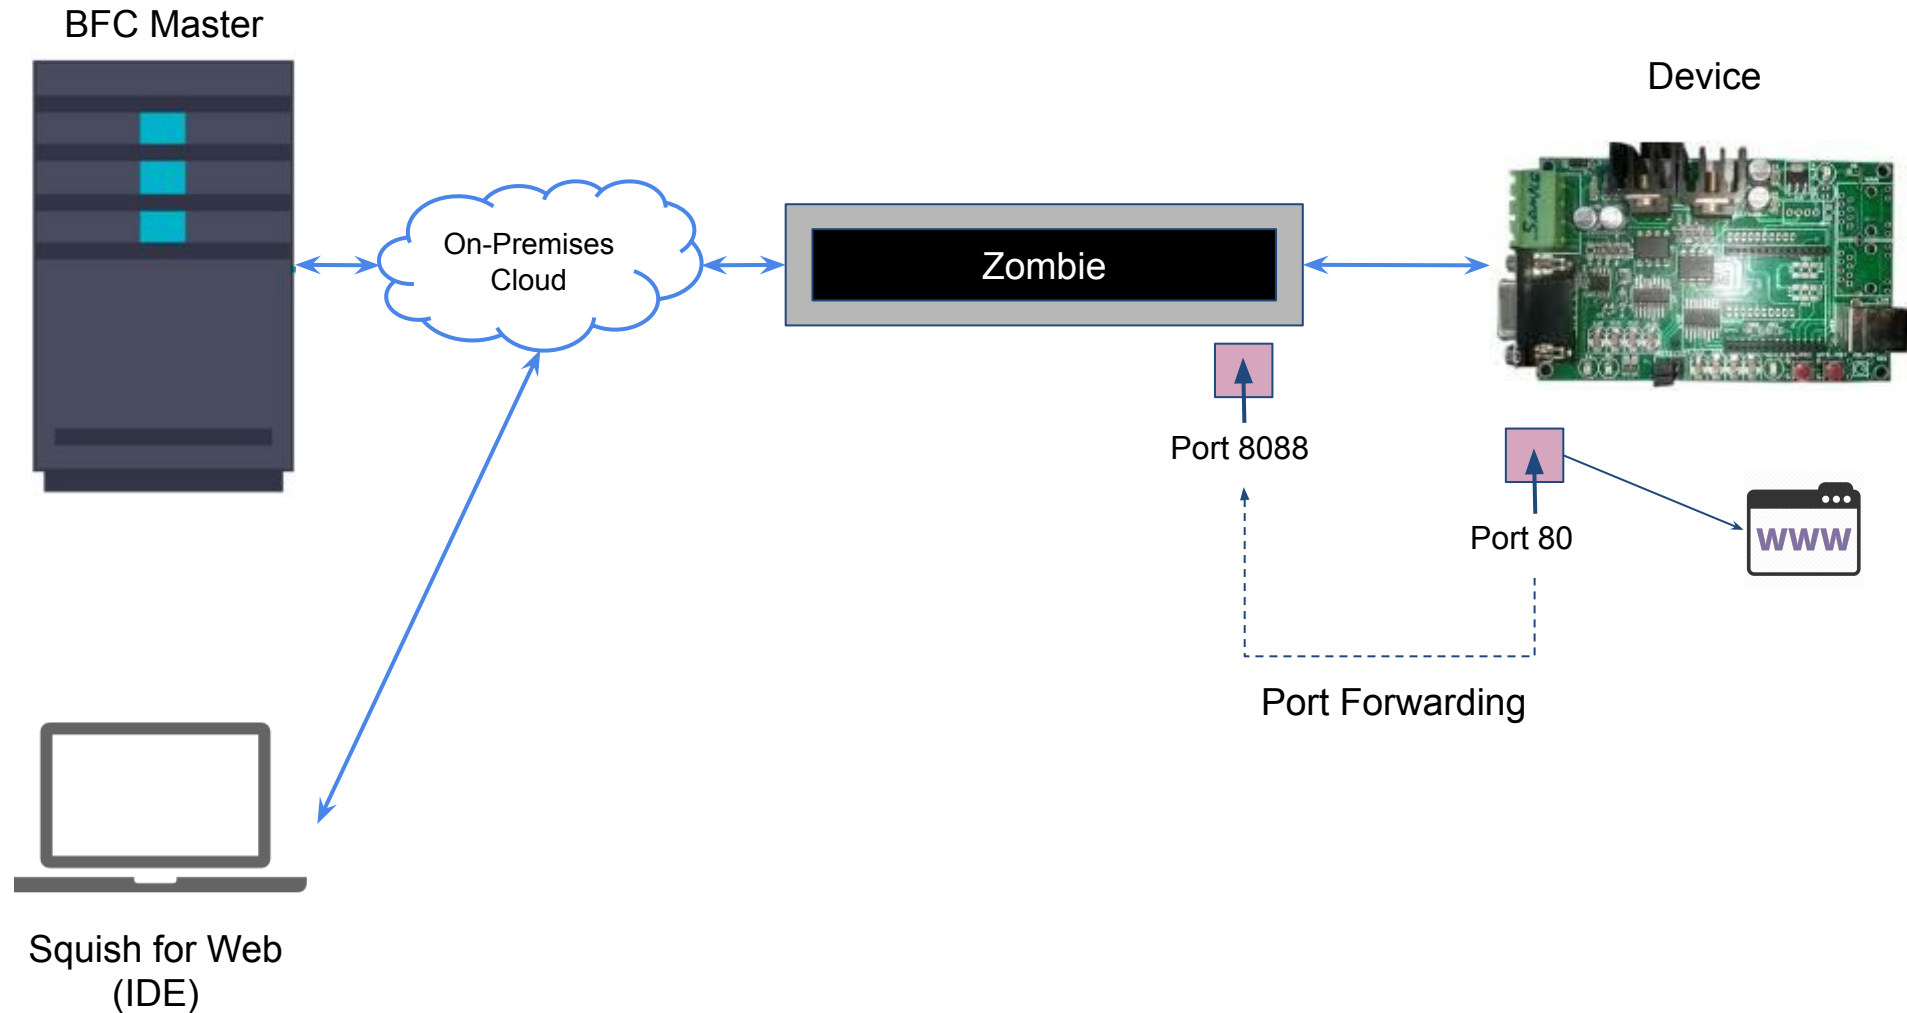 BFC Master
Device
On-Premises
Cloud
Zombie
Port 8088
Port 80
www
Port Forwarding
Squish for Web
(IDE)